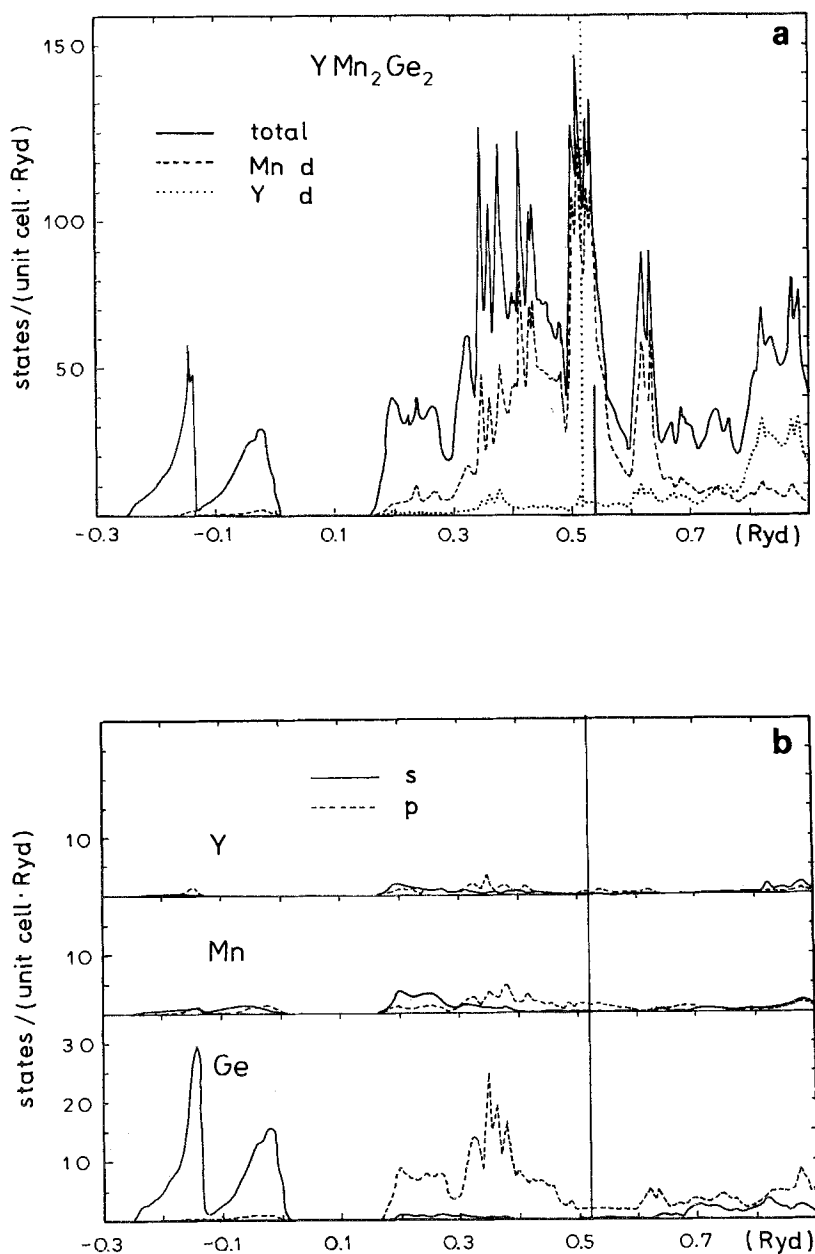 a
YMn₂Ge₂
total
Mn d
Y d
states/(unit cell · Ryd)
150
100
50
-0.3 -0.1 0.1 0.3 0.5 0.7 (Ryd)
b
s
p
Y
Mn
Ge
states/(unit cell · Ryd)
10
10
30
20
10
-0.3 -0.1 0.1 0.3 0.5 0.7 (Ryd)